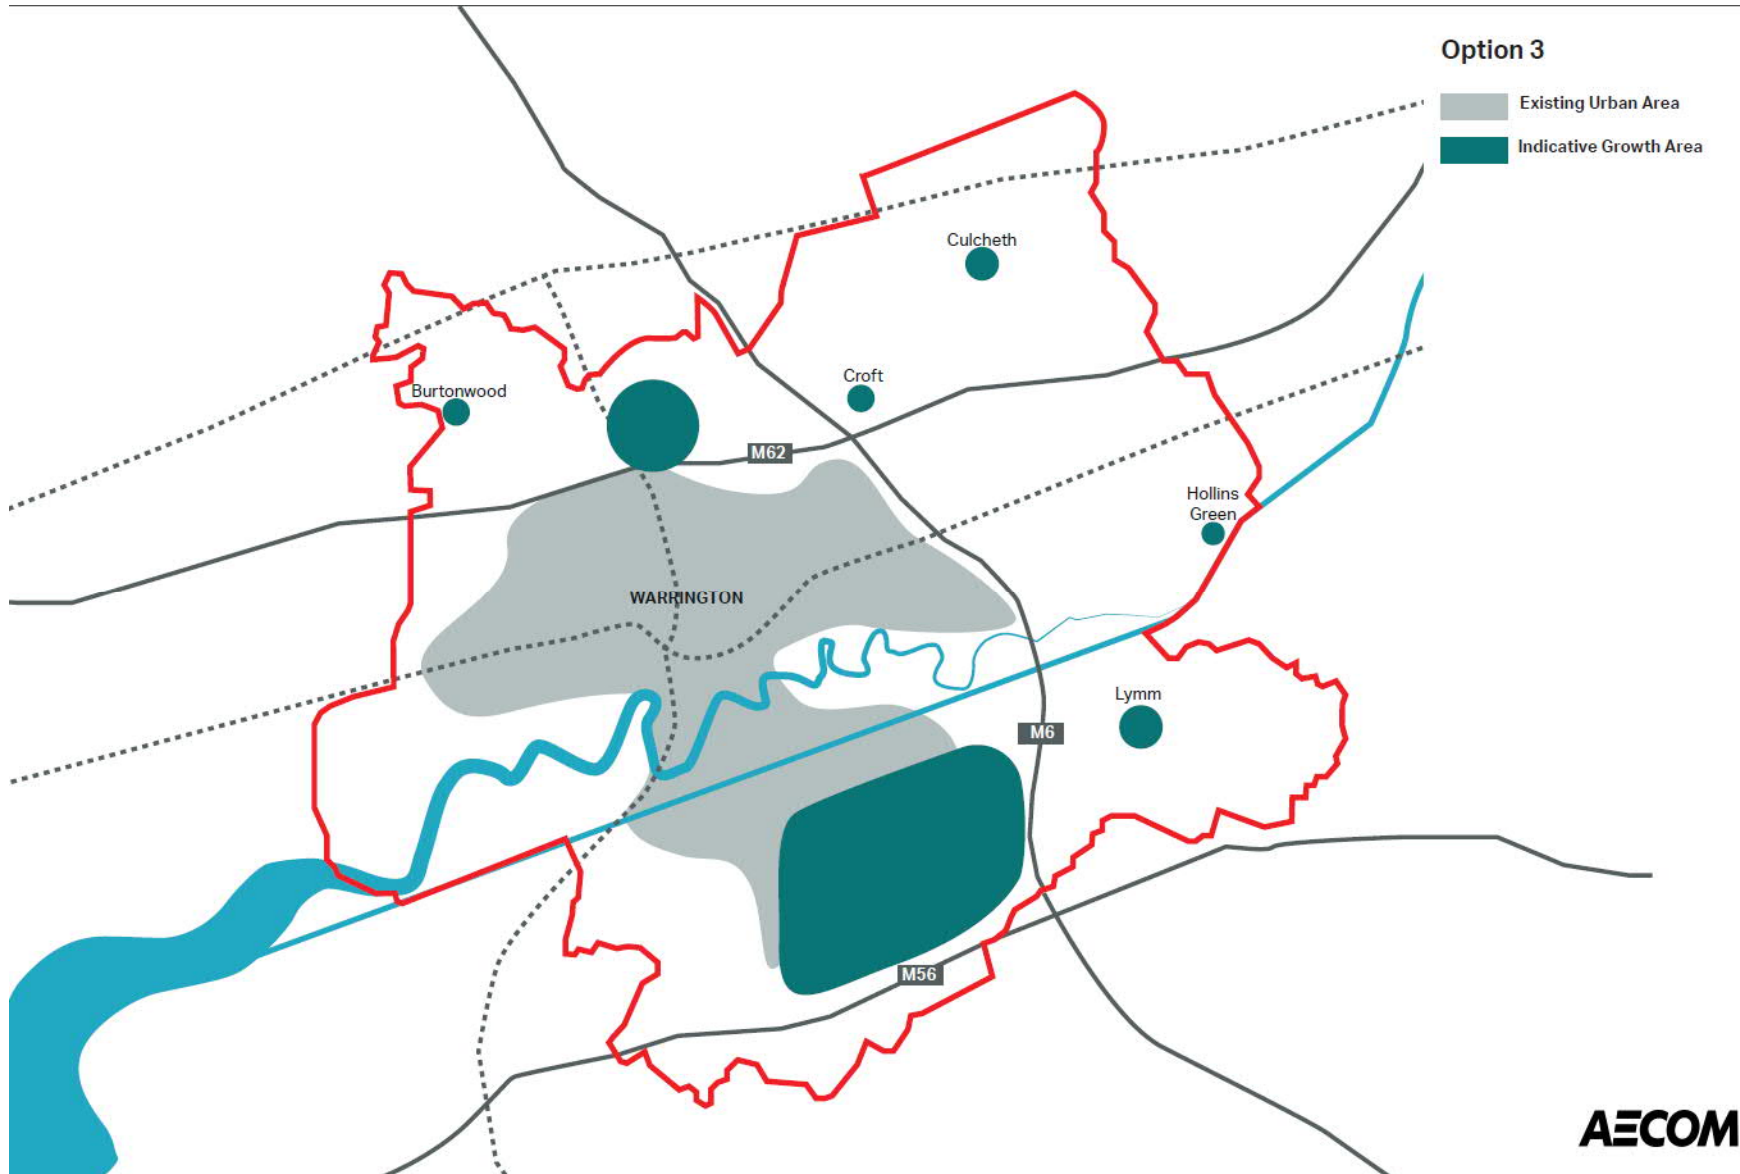 Option 3
Existing Urban Area
Indicative Growth Area
Culcheth
Croft
Burtonwood
M62
Hollins
Green
WARRINGTON
Lymm
M6
M56
AECOM